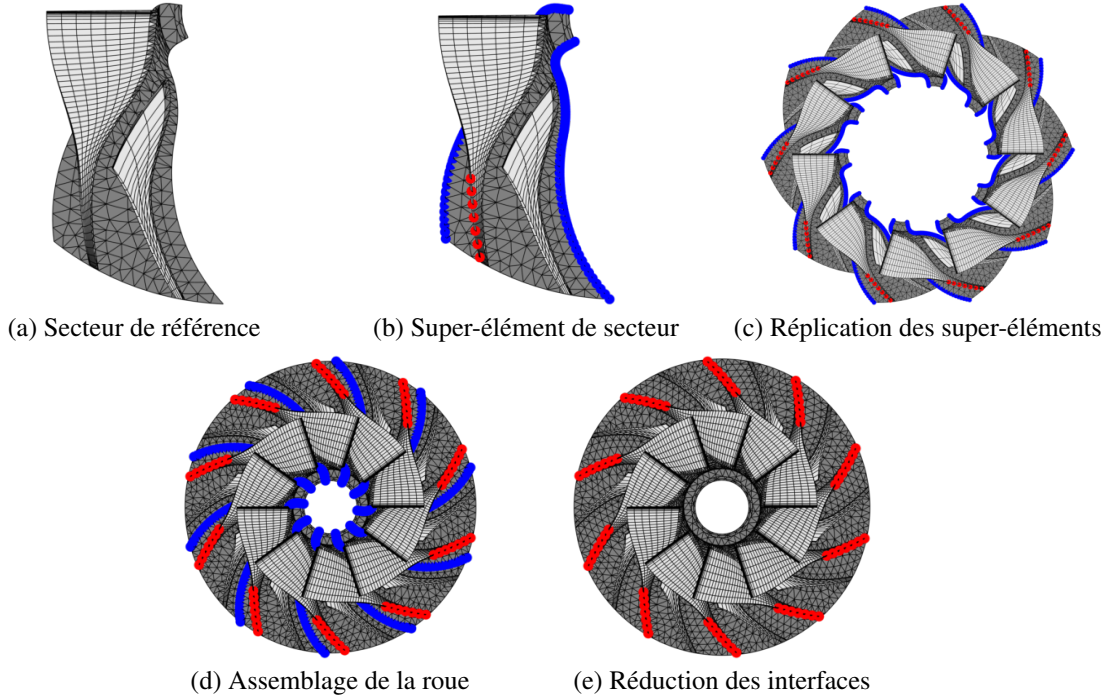 (a) Secteur de référence
(b) Super-élément de secteur
(c) Réplication des super-éléments
(d) Assemblage de la roue
(e) Réduction des interfaces